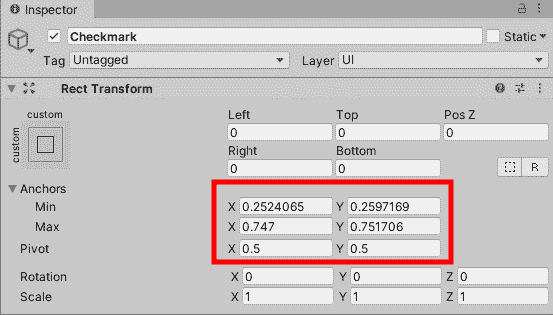 Inspector
Checkmark Static
Tag Untagged Layer UI
Rect Transform
custom
custom
Left Top Pos Z
0 0 0
Right Bottom
0 0 R
Anchors
Min X 0.2524065 Y 0.2597169
Max X 0.747 Y 0.751706
Pivot X 0.5 Y 0.5
Rotation X 0 Y 0 Z 0
Scale X 1 Y 1 Z 1